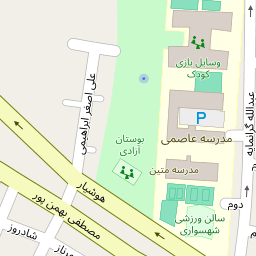 وسایل بازی
کودک
علی اصغر ابراهیمی
عبدالله گرانمایه
P
بوستان
آزادی
مدرسه عاصمی
مدرسه متین
هوشیار
مصطفی بهمن پور
دوم
سالن ورزشی
شهسواری
شادروز